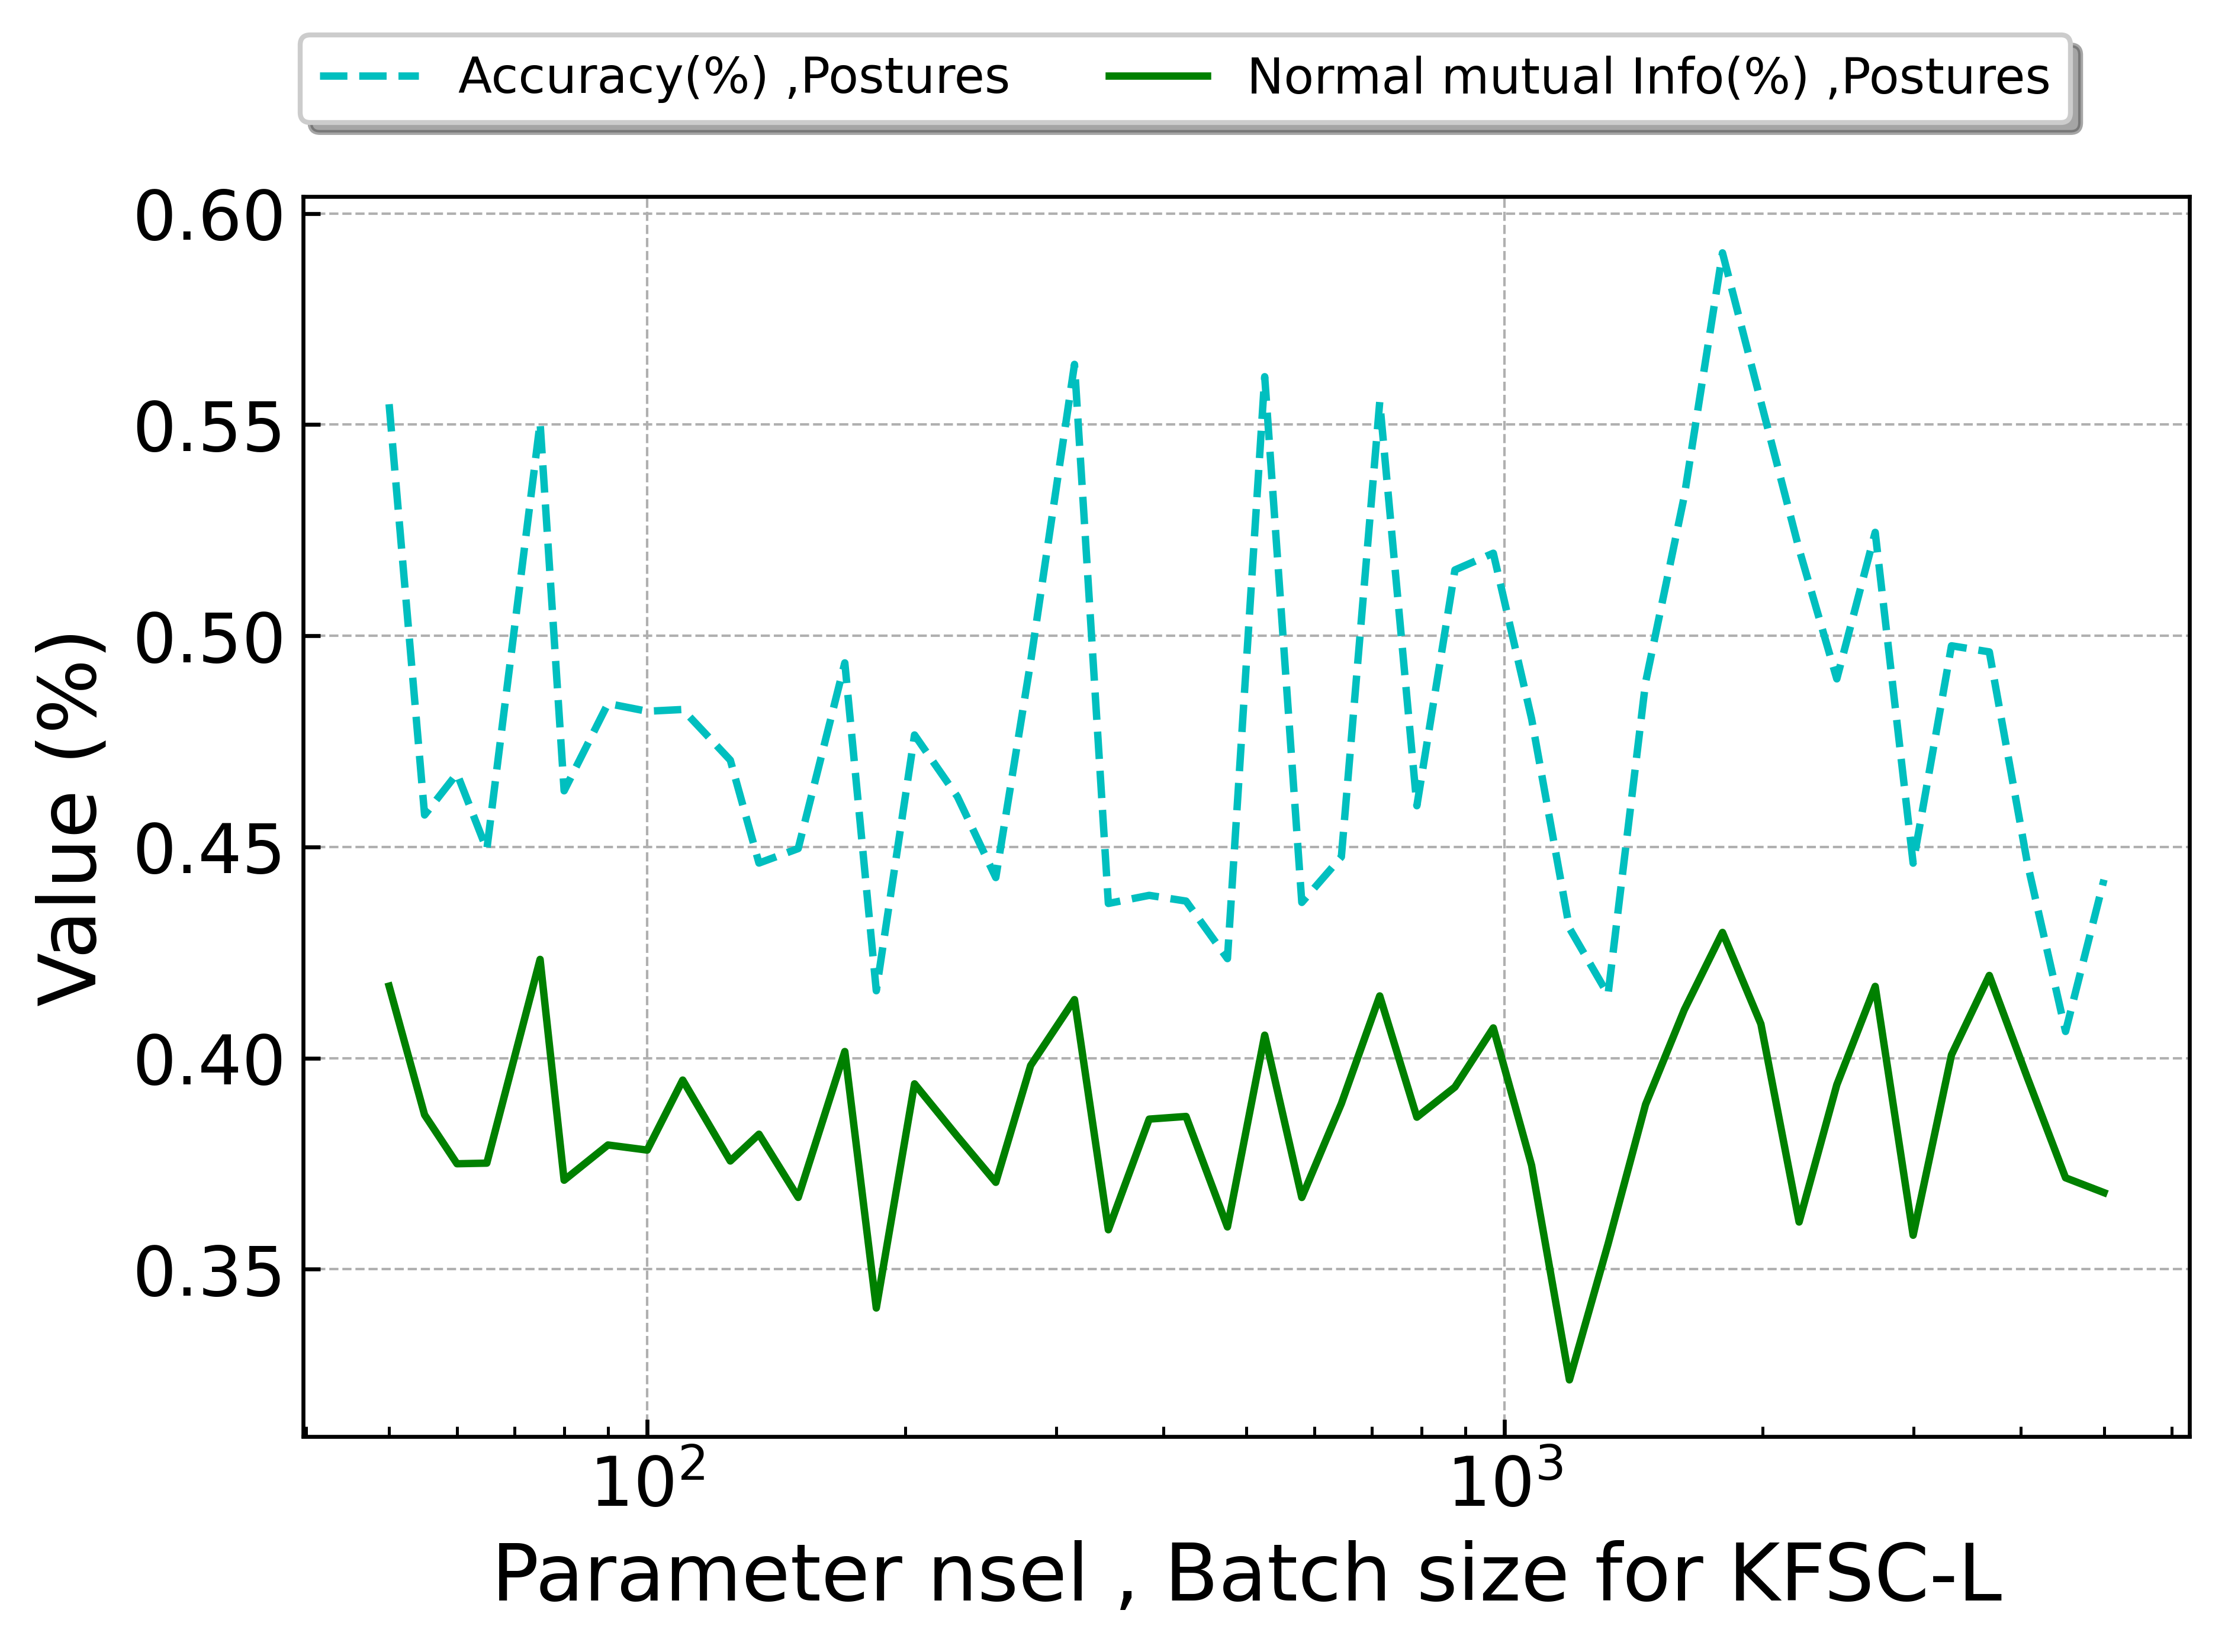 Accuracy(%) ,Postures Normal mutual Info(%) ,Postures
0.60
0.55
0.50
0.45
0.40
0.35
Value (%)
10² 10³
Parameter nsel , Batch size for KFSC-L